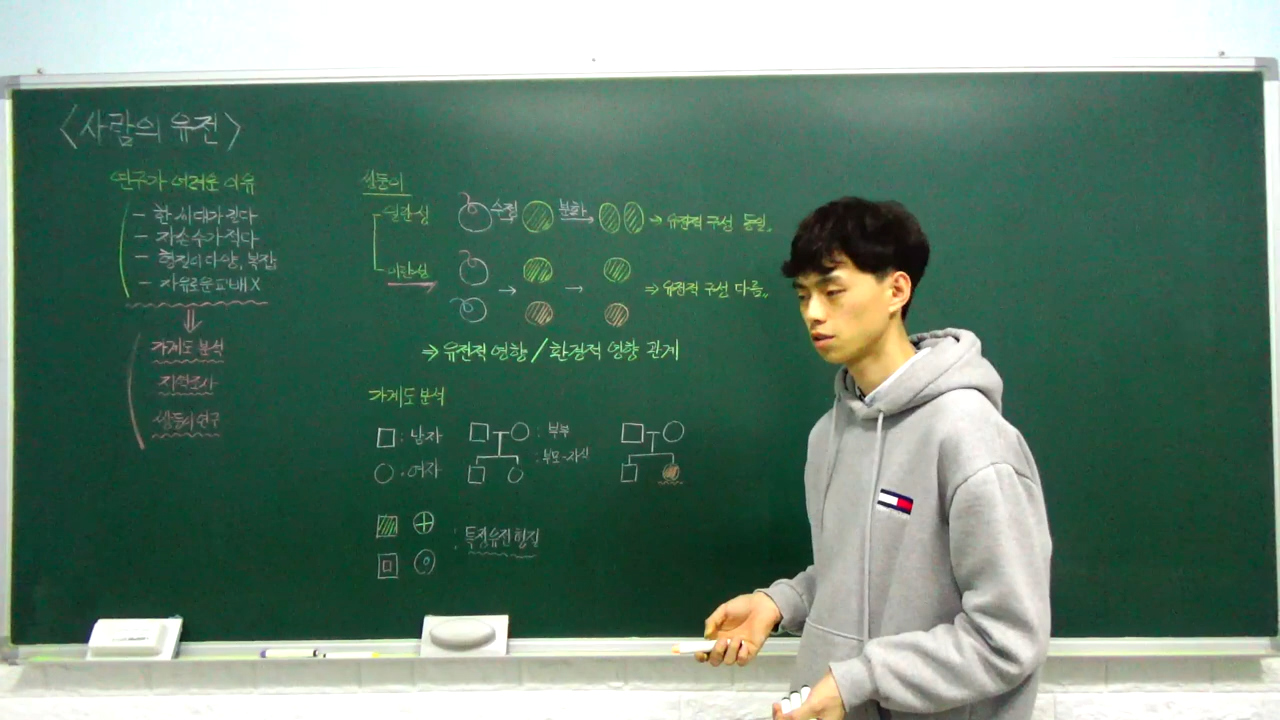 <사람의 유전>
연구가 어려운 이유
- 한 세대가 길다
- 자손 수가 적다
- 형질이 다양, 복잡
- 자유로운 교배 X
⇓
가계도 분석
지역조사
쌍둥이 연구
쌍둥이
일란성 수정 → 분화 → → 유전적 구성 동일.
이란성 → → ⇒ 유전적 구성 다름.
⇒ 유전적 영향 / 환경적 영향 관계
가계도 분석
□ : 남자
○ : 여자
: 부부
: 부모-자식
: 특정유전형질